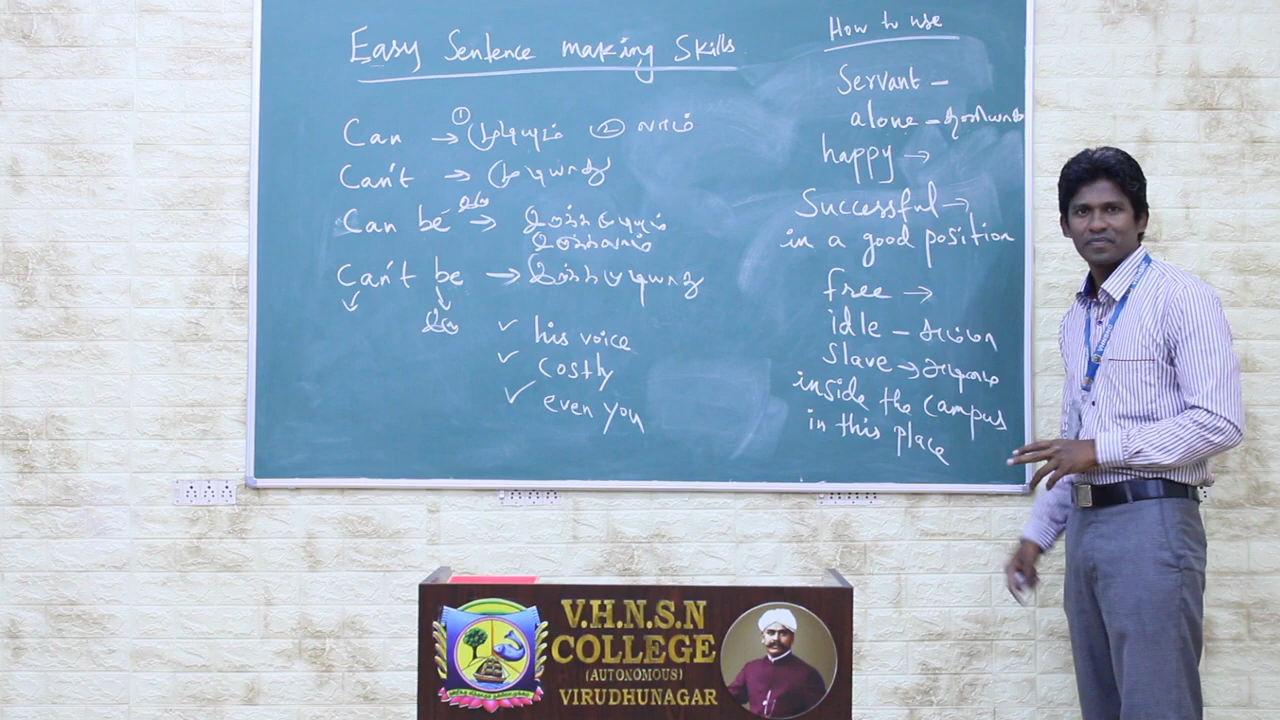 Easy Sentence making Skills
Can → ① முடியும் ② லாம்
Can't → முடியாது
Can be → இருக்கமுடியும்
இருக்கலாம்
Can't be → இருக்கமுடியாது
இரு
✓ his voice
✓ Costly
✓ even you
How to use
Servant –
alone – தனியாக
happy →
Successful →
in a good position
free →
idle – சும்மா
Slave → அடிமை
inside the campus
in this place
V.H.N.S.N
COLLEGE
(AUTONOMOUS)
VIRUDHUNAGAR